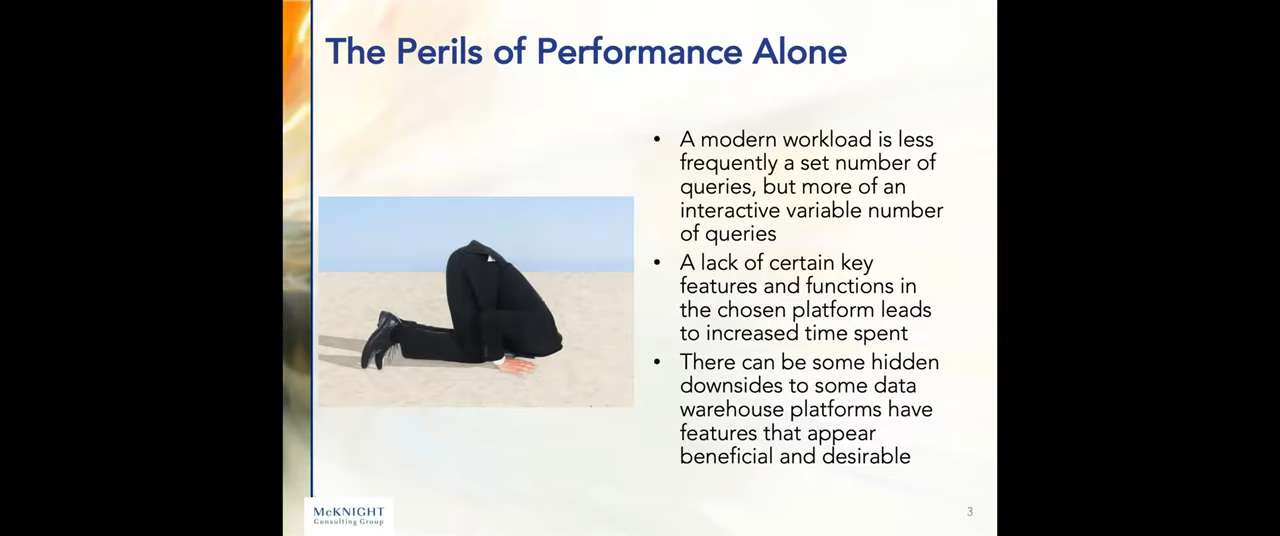 The Perils of Performance Alone
• A modern workload is less
frequently a set number of
queries, but more of an
interactive variable number
of queries
• A lack of certain key
features and functions in
the chosen platform leads
to increased time spent
• There can be some hidden
downsides to some data
warehouse platforms have
features that appear
beneficial and desirable
McKNIGHT
Consulting Group
3